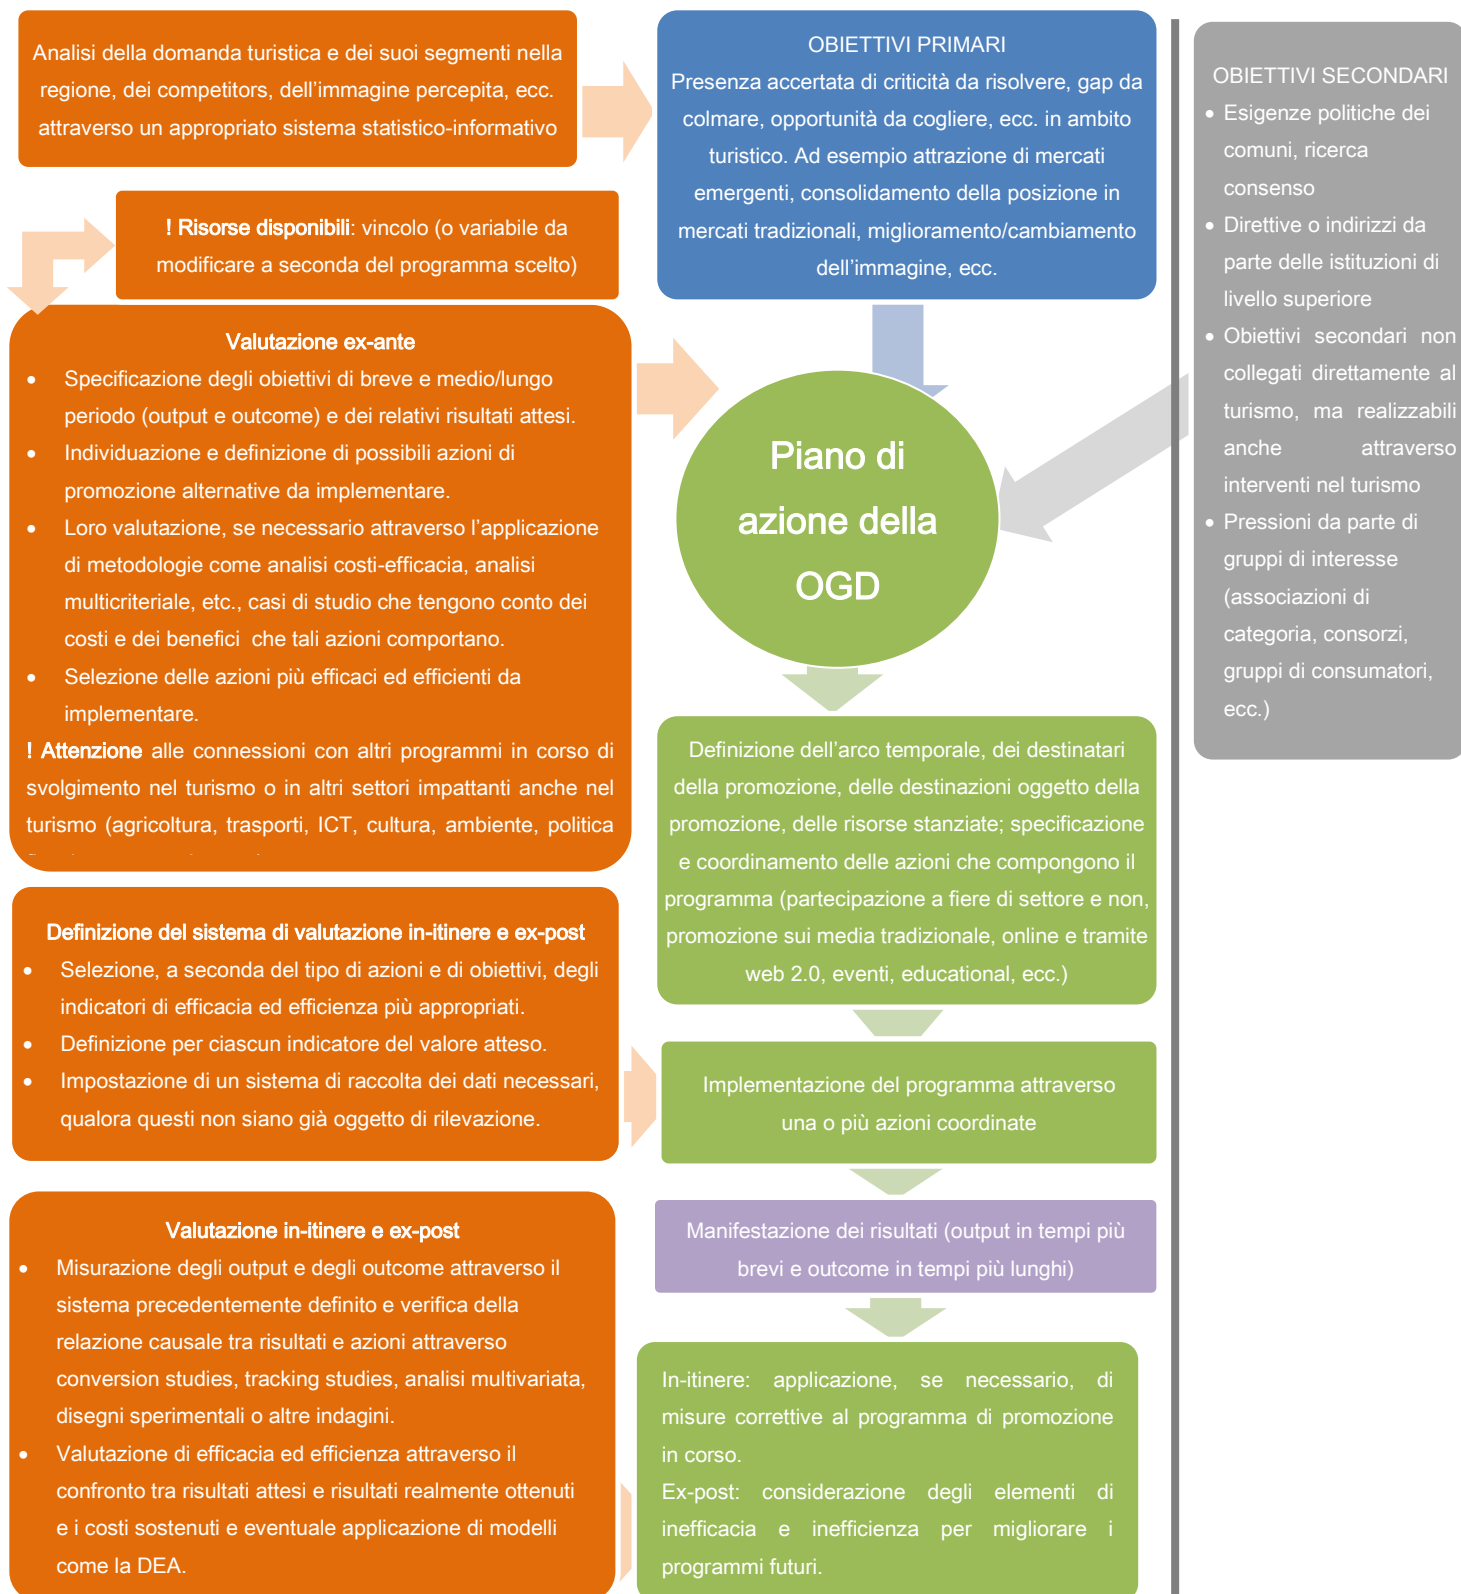 Analisi della domanda turistica e dei suoi segmenti nella
regione, dei competitors, dell'immagine percepita, ecc.
attraverso un appropriato sistema statistico-informativo
OBIETTIVI PRIMARI
Presenza accertata di criticità da risolvere, gap da
colmare, opportunità da cogliere, ecc. in ambito
turistico. Ad esempio attrazione di mercati
emergenti, consolidamento della posizione in
mercati tradizionali, miglioramento/cambiamento
dell'immagine, ecc.
OBIETTIVI SECONDARI
• Esigenze politiche dei
comuni, ricerca
consenso
• Direttive o indirizzi da
parte delle istituzioni di
livello superiore
• Obiettivi secondari non
collegati direttamente al
turismo, ma realizzabili
anche attraverso
interventi nel turismo
• Pressioni da parte di
gruppi di interesse
(associazioni di
categoria, consorzi,
gruppi di consumatori,
ecc.)
! Risorse disponibili: vincolo (o variabile da
modificare a seconda del programma scelto)
Valutazione ex-ante
• Specificazione degli obiettivi di breve e medio/lungo
periodo (output e outcome) e dei relativi risultati attesi.
• Individuazione e definizione di possibili azioni di
promozione alternative da implementare.
• Loro valutazione, se necessario attraverso l'applicazione
di metodologie come analisi costi-efficacia, analisi
multicriteriale, etc., casi di studio che tengono conto dei
costi e dei benefici  che tali azioni comportano.
• Selezione delle azioni più efficaci ed efficienti da
implementare.
! Attenzione alle connessioni con altri programmi in corso di
svolgimento nel turismo o in altri settori impattanti anche nel
turismo (agricoltura, trasporti, ICT, cultura, ambiente, politica
Piano di
azione della
OGD
Definizione dell'arco temporale, dei destinatari
della promozione, delle destinazioni oggetto della
promozione, delle risorse stanziate; specificazione
e coordinamento delle azioni che compongono il
programma (partecipazione a fiere di settore e non,
promozione sui media tradizionale, online e tramite
web 2.0, eventi, educational, ecc.)
Definizione del sistema di valutazione in-itinere e ex-post
• Selezione, a seconda del tipo di azioni e di obiettivi, degli
indicatori di efficacia ed efficienza più appropriati.
• Definizione per ciascun indicatore del valore atteso.
• Impostazione di un sistema di raccolta dei dati necessari,
qualora questi non siano già oggetto di rilevazione.
Implementazione del programma attraverso
una o più azioni coordinate
Manifestazione dei risultati (output in tempi più
brevi e outcome in tempi più lunghi)
Valutazione in-itinere e ex-post
• Misurazione degli output e degli outcome attraverso il
sistema precedentemente definito e verifica della
relazione causale tra risultati e azioni attraverso
conversion studies, tracking studies, analisi multivariata,
disegni sperimentali o altre indagini.
• Valutazione di efficacia ed efficienza attraverso il
confronto tra risultati attesi e risultati realmente ottenuti
e i costi sostenuti e eventuale applicazione di modelli
come la DEA.
In-itinere: applicazione, se necessario, di
misure correttive al programma di promozione
in corso.
Ex-post: considerazione degli elementi di
inefficacia e inefficienza per migliorare i
programmi futuri.